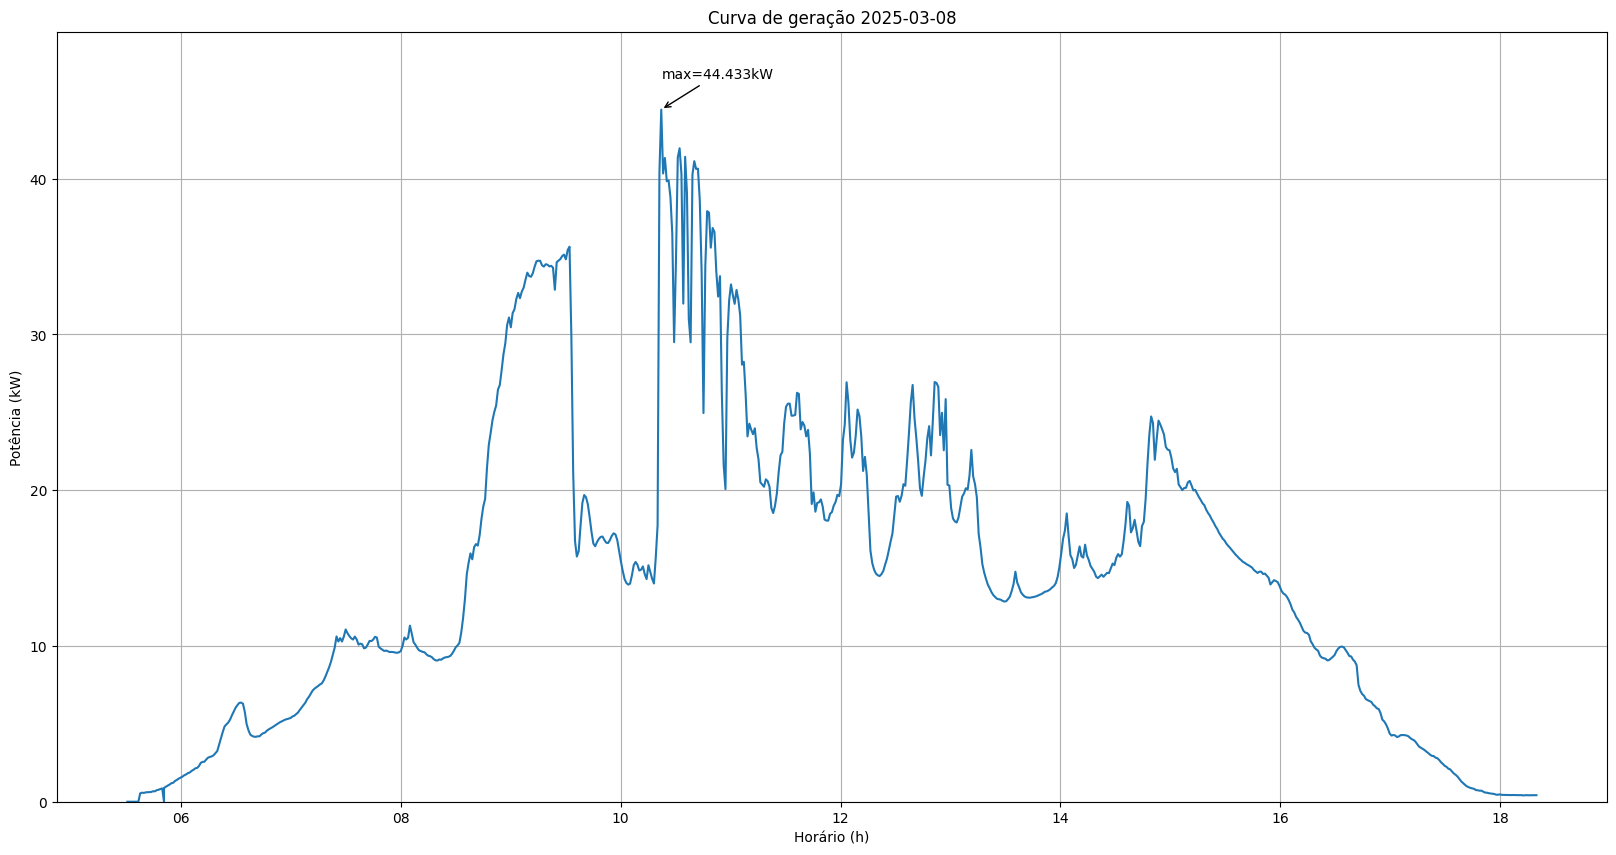 Curva de geração 2025-03-08
max=44.433kW
Potência (kW)
40
30
20
10
0
06 08 10 12 14 16 18
Horário (h)